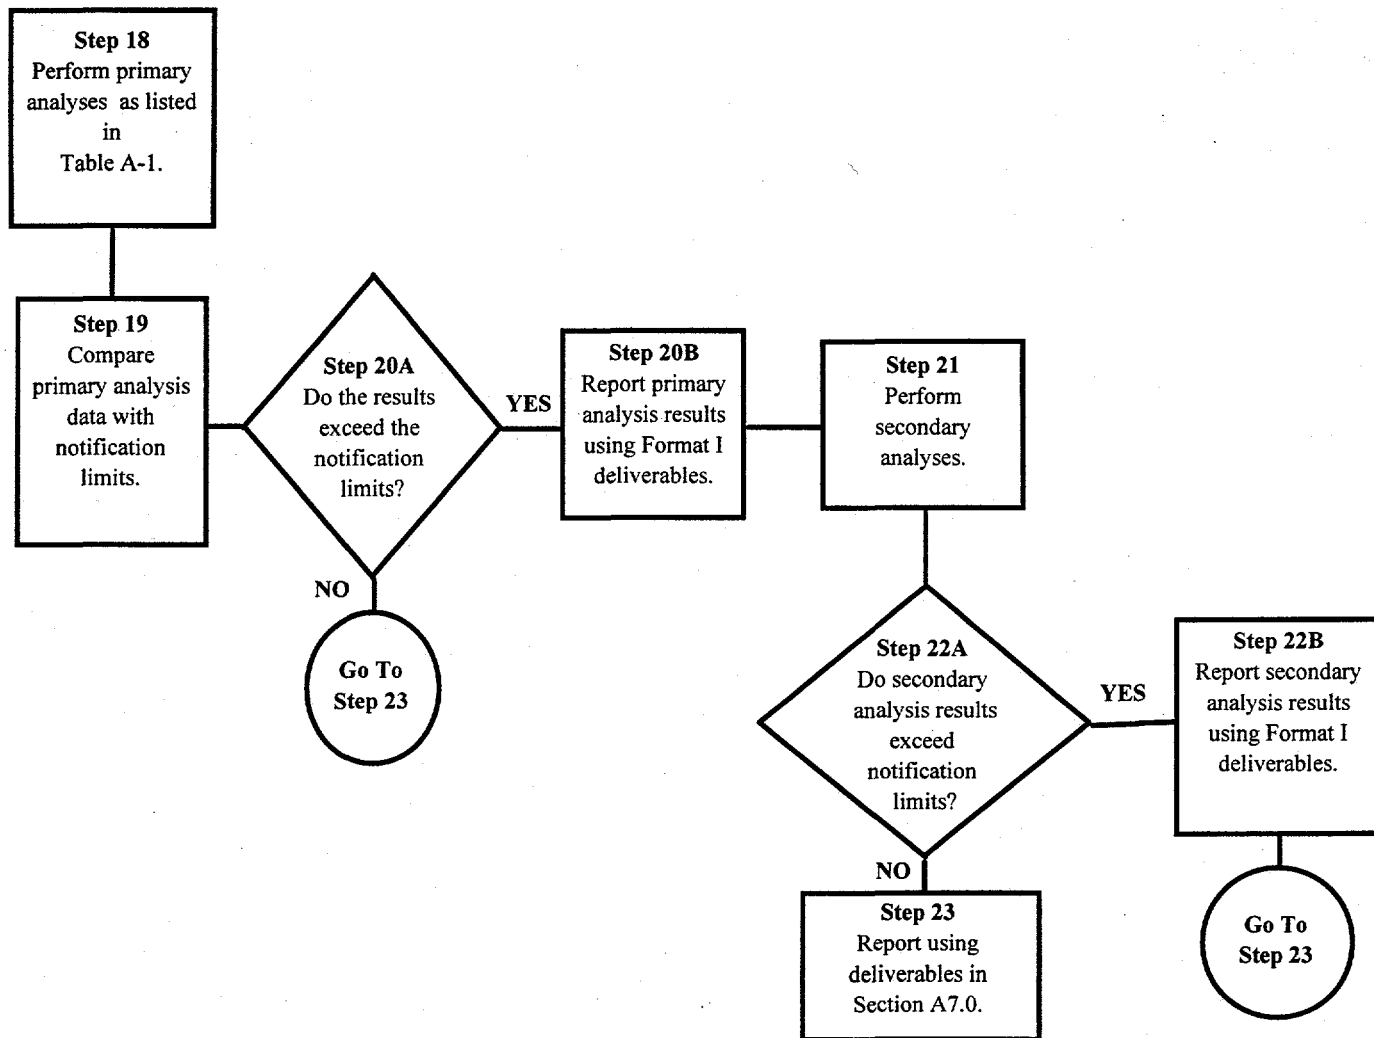 Step 18
Perform primary
analyses as listed
in
Table A-1.
Step 19
Compare
primary analysis
data with
notification
limits.
Step 20A
Do the results
exceed the
notification
limits?
YES
NO
Go To
Step 23
Step 20B
Report primary
analysis results
using Format I
deliverables.
Step 21
Perform
secondary
analyses.
Step 22A
Do secondary
analysis results
exceed
notification
limits?
YES
NO
Step 22B
Report secondary
analysis results
using Format I
deliverables.
Go To
Step 23
Step 23
Report using
deliverables in
Section A7.0.